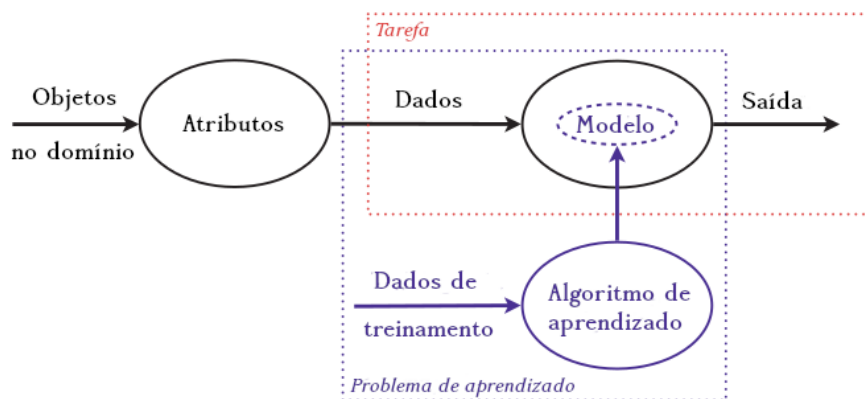 Tarefa
Objetos
no domínio
Atributos
Dados
Modelo
Saída
Dados de
treinamento
Algoritmo de
aprendizado
Problema de aprendizado